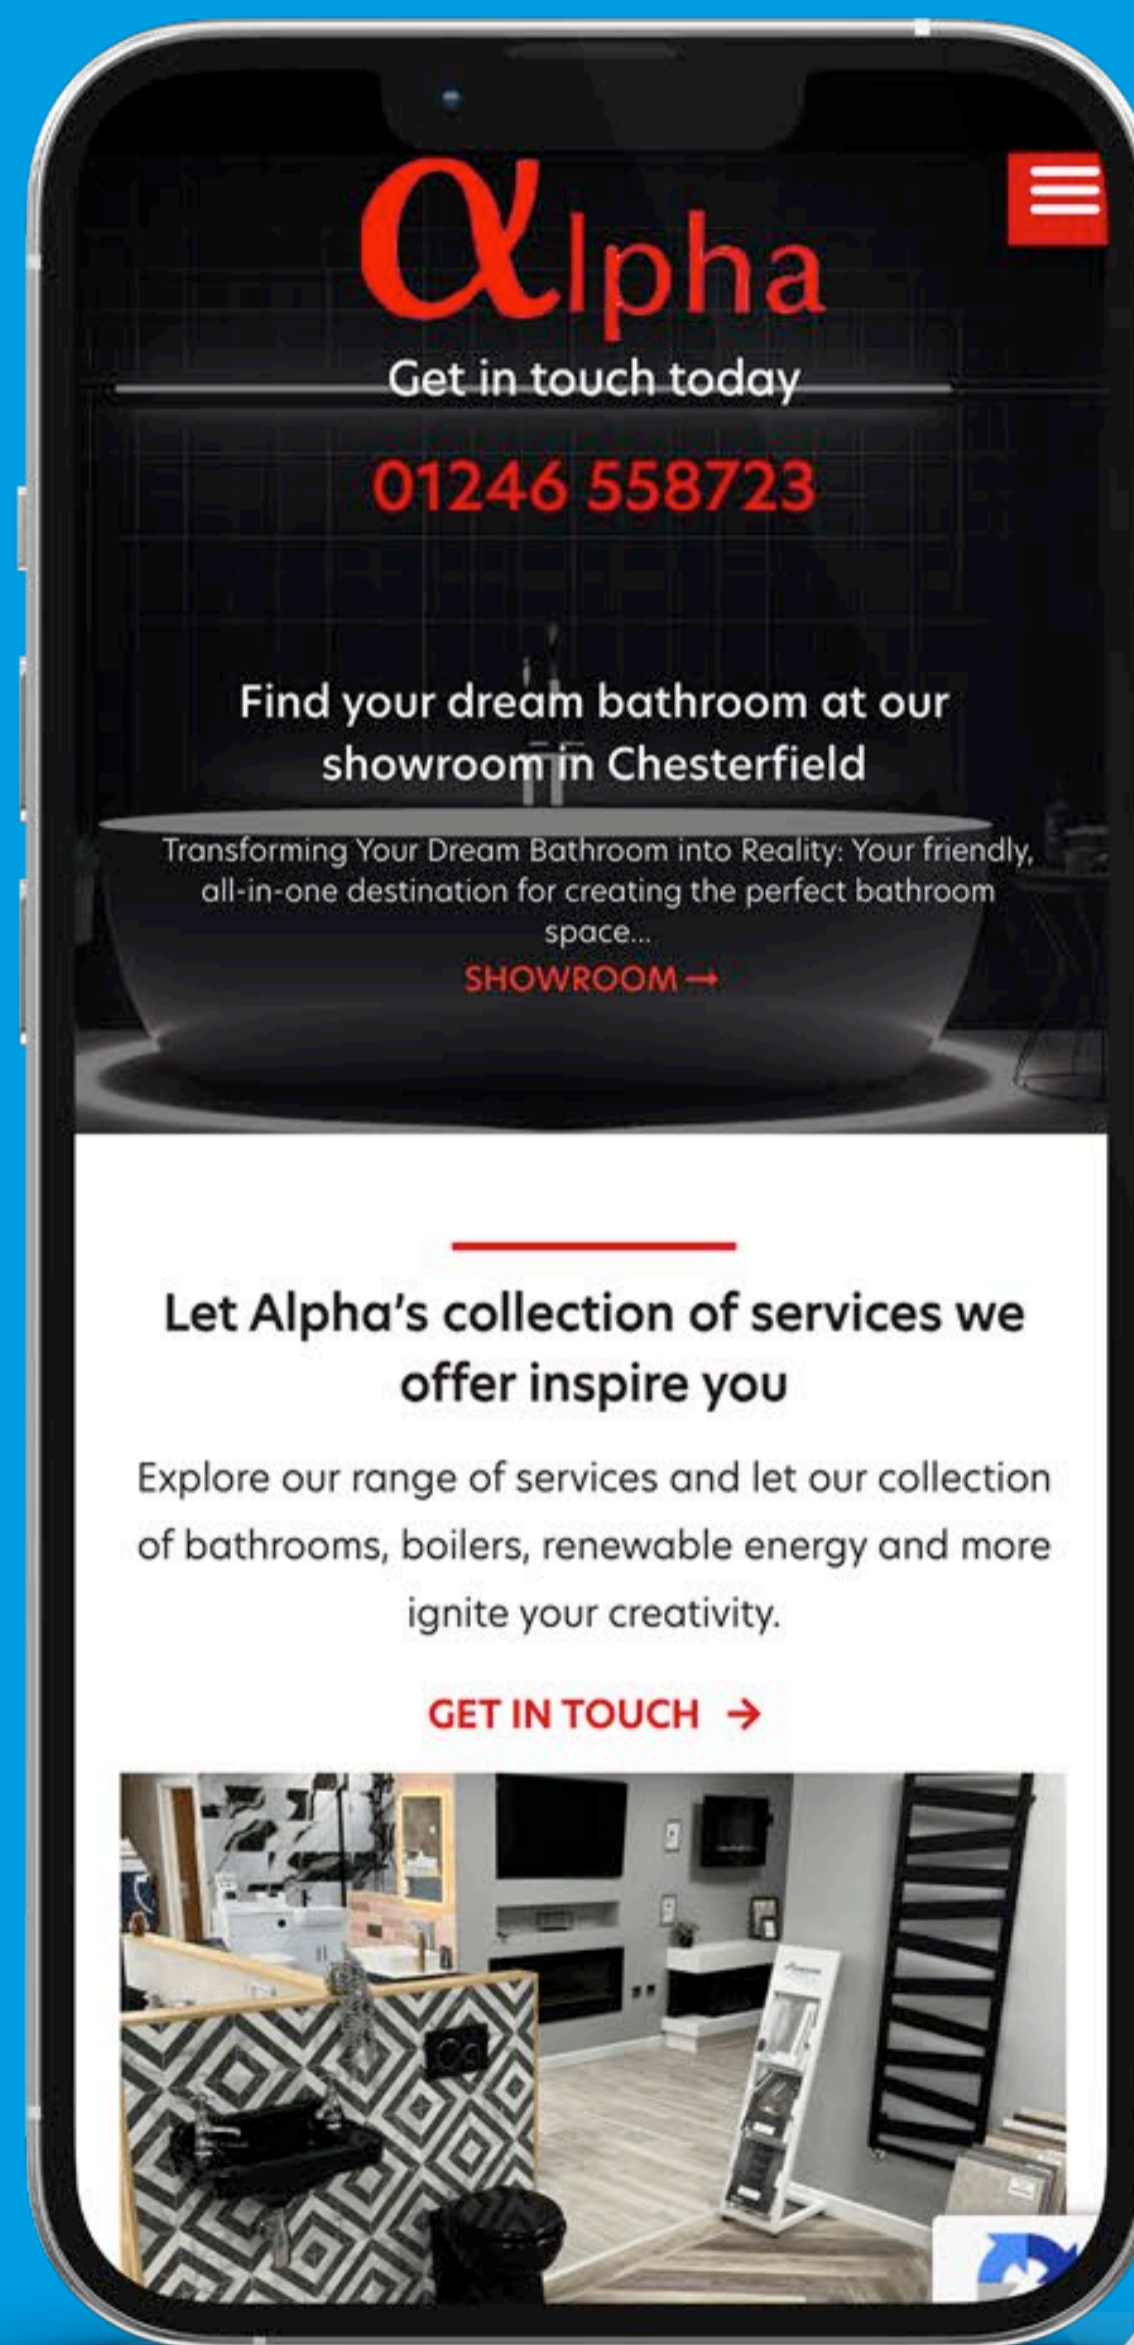 αlpha
Get in touch today
01246 558723
Find your dream bathroom at our
showroom in Chesterfield
Transforming Your Dream Bathroom into Reality: Your friendly,
all-in-one destination for creating the perfect bathroom
space...
SHOWROOM →
Let Alpha's collection of services we
offer inspire you
Explore our range of services and let our collection
of bathrooms, boilers, renewable energy and more
ignite your creativity.
GET IN TOUCH →